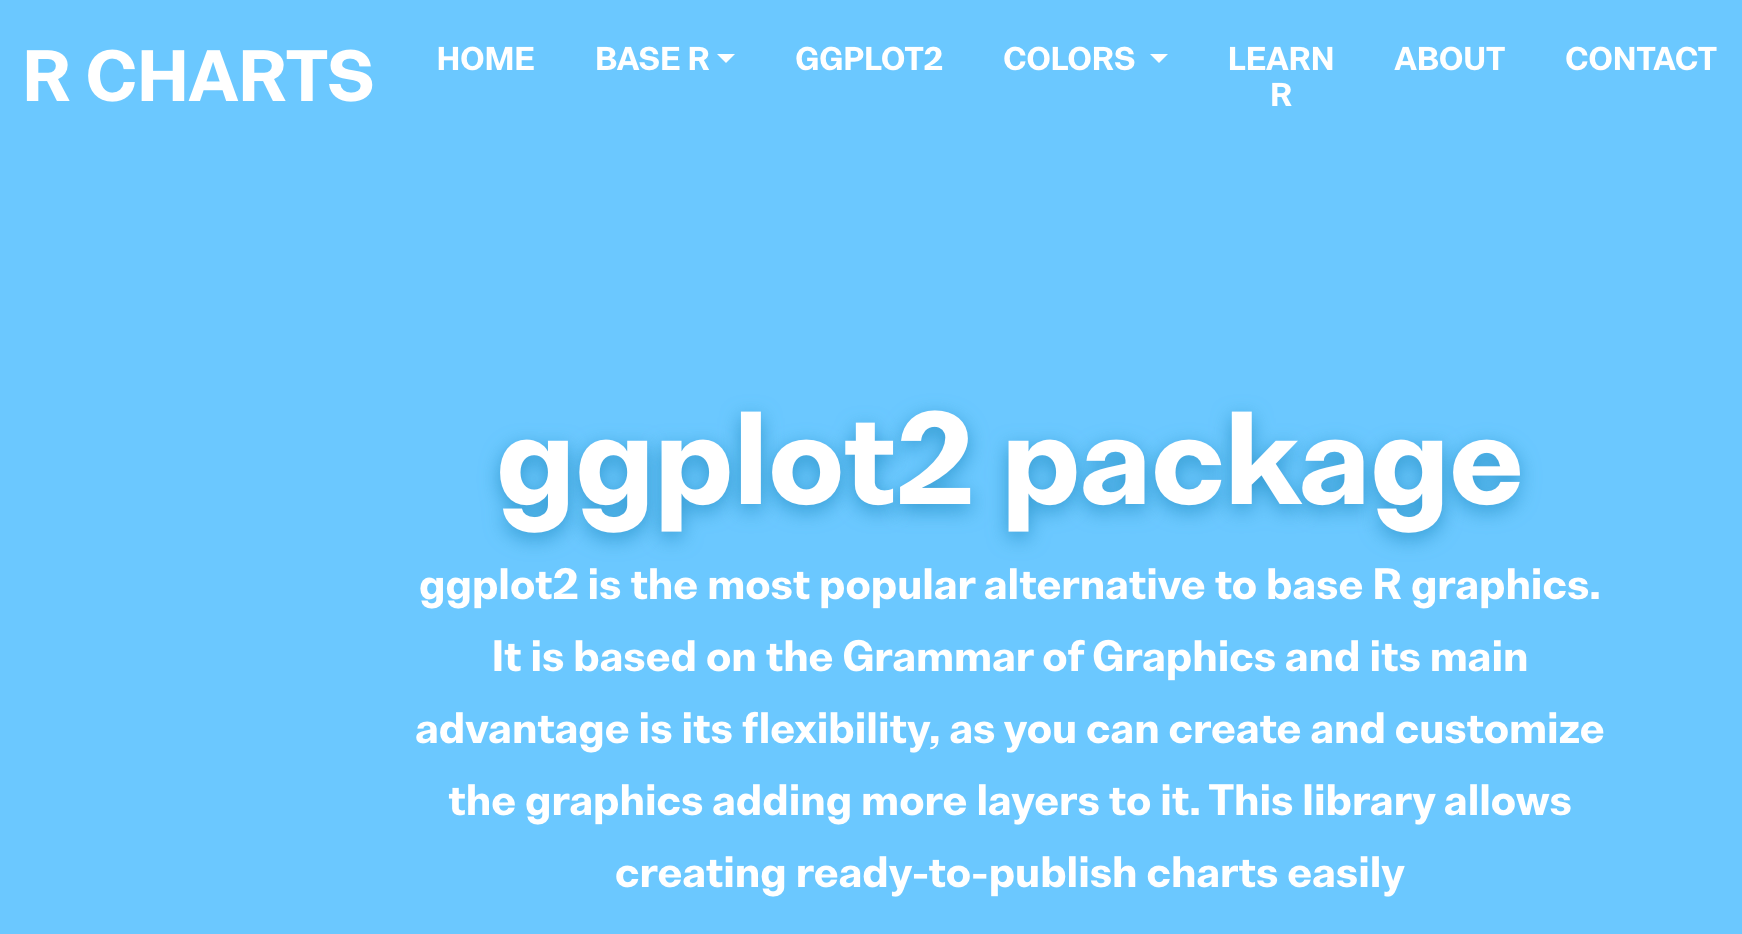 R CHARTS
HOME
BASE R
GGPLOT2
COLORS
LEARN
R
ABOUT
CONTACT
ggplot2 package
ggplot2 is the most popular alternative to base R graphics.
It is based on the Grammar of Graphics and its main
advantage is its flexibility, as you can create and customize
the graphics adding more layers to it. This library allows
creating ready-to-publish charts easily